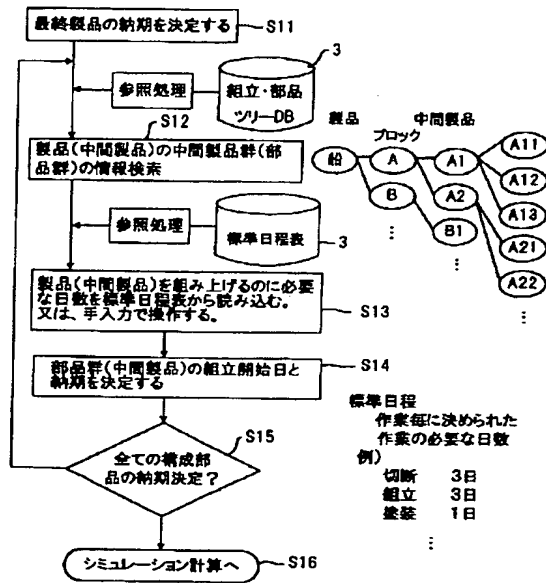 最終製品の納期を決定する
S11
3
参照処理
組立・部品
ツリーDB
S12
製品(中間製品)の中間製品群(部
品群)の情報検索
製品
ブロック
中間製品
船
A
A1
A11
A12
A13
A2
A21
A22
B
B1
⋮
⋮
⋮
参照処理
標準日程表
3
製品(中間製品)を組み上げるのに必要
な日数を標準日程表から読み込む。
又は、手入力で操作する。
S13
S14
部品群(中間製品)の組立開始日と
納期を決定する
S15
全ての構成部
品の納期決定?
標準日程
作業毎に決められた
作業の必要な日数
例)
切断 3日
組立 3日
塗装 1日
⋮
シミュレーション計算へ
S16